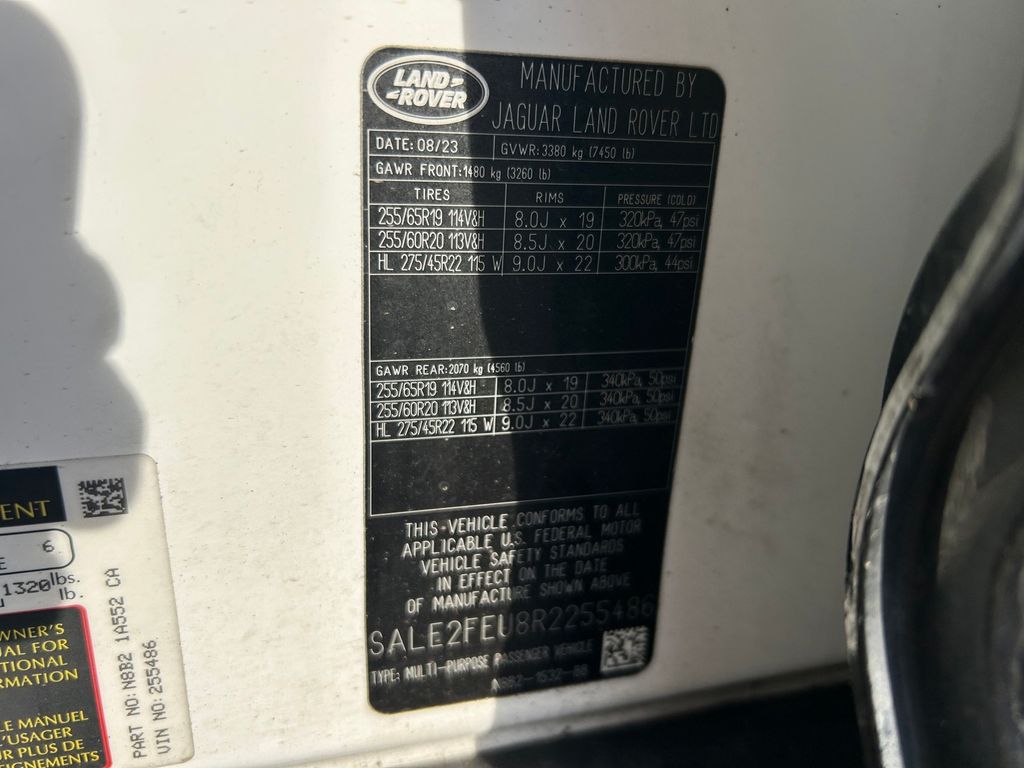 LAND ROVER
MANUFACTURED BY
JAGUAR LAND ROVER LTD
DATE: 08/23 GVWR: 3380 kg (7450 lb)
GAWR FRONT: 1480 kg (3260 lb)
TIRES RIMS PRESSURE (COLD)
255/65R19 114V&H 8.0J x 19 320kPa, 47psi
255/60R20 113V&H 8.5J x 20 320kPa, 47psi
HL 275/45R22 115 W 9.0J x 22 300kPa, 44psi
GAWR REAR: 2070 kg (4560 lb)
255/65R19 114V&H 8.0J x 19 340kPa, 50psi
255/60R20 113V&H 8.5J x 20 340kPa, 50psi
HL 275/45R22 115 W 9.0J x 22 340kPa, 50psi
THIS VEHICLE CONFORMS TO ALL
APPLICABLE U.S. FEDERAL MOTOR
VEHICLE SAFETY STANDARDS
IN EFFECT ON THE DATE
OF MANUFACTURE SHOWN ABOVE
SALE2FEU8R2255486
TYPE: MULTI-PURPOSE PASSENGER VEHICLE
ENT
E 6
1320 lbs.
lb.
WNER'S
UAL FOR
TIONAL
RMATION
LE MANUEL
L'USAGER
R PLUS DE
EIGNEMENTS
PART NO: N8B2 1A552 CA
VIN NO: 255486